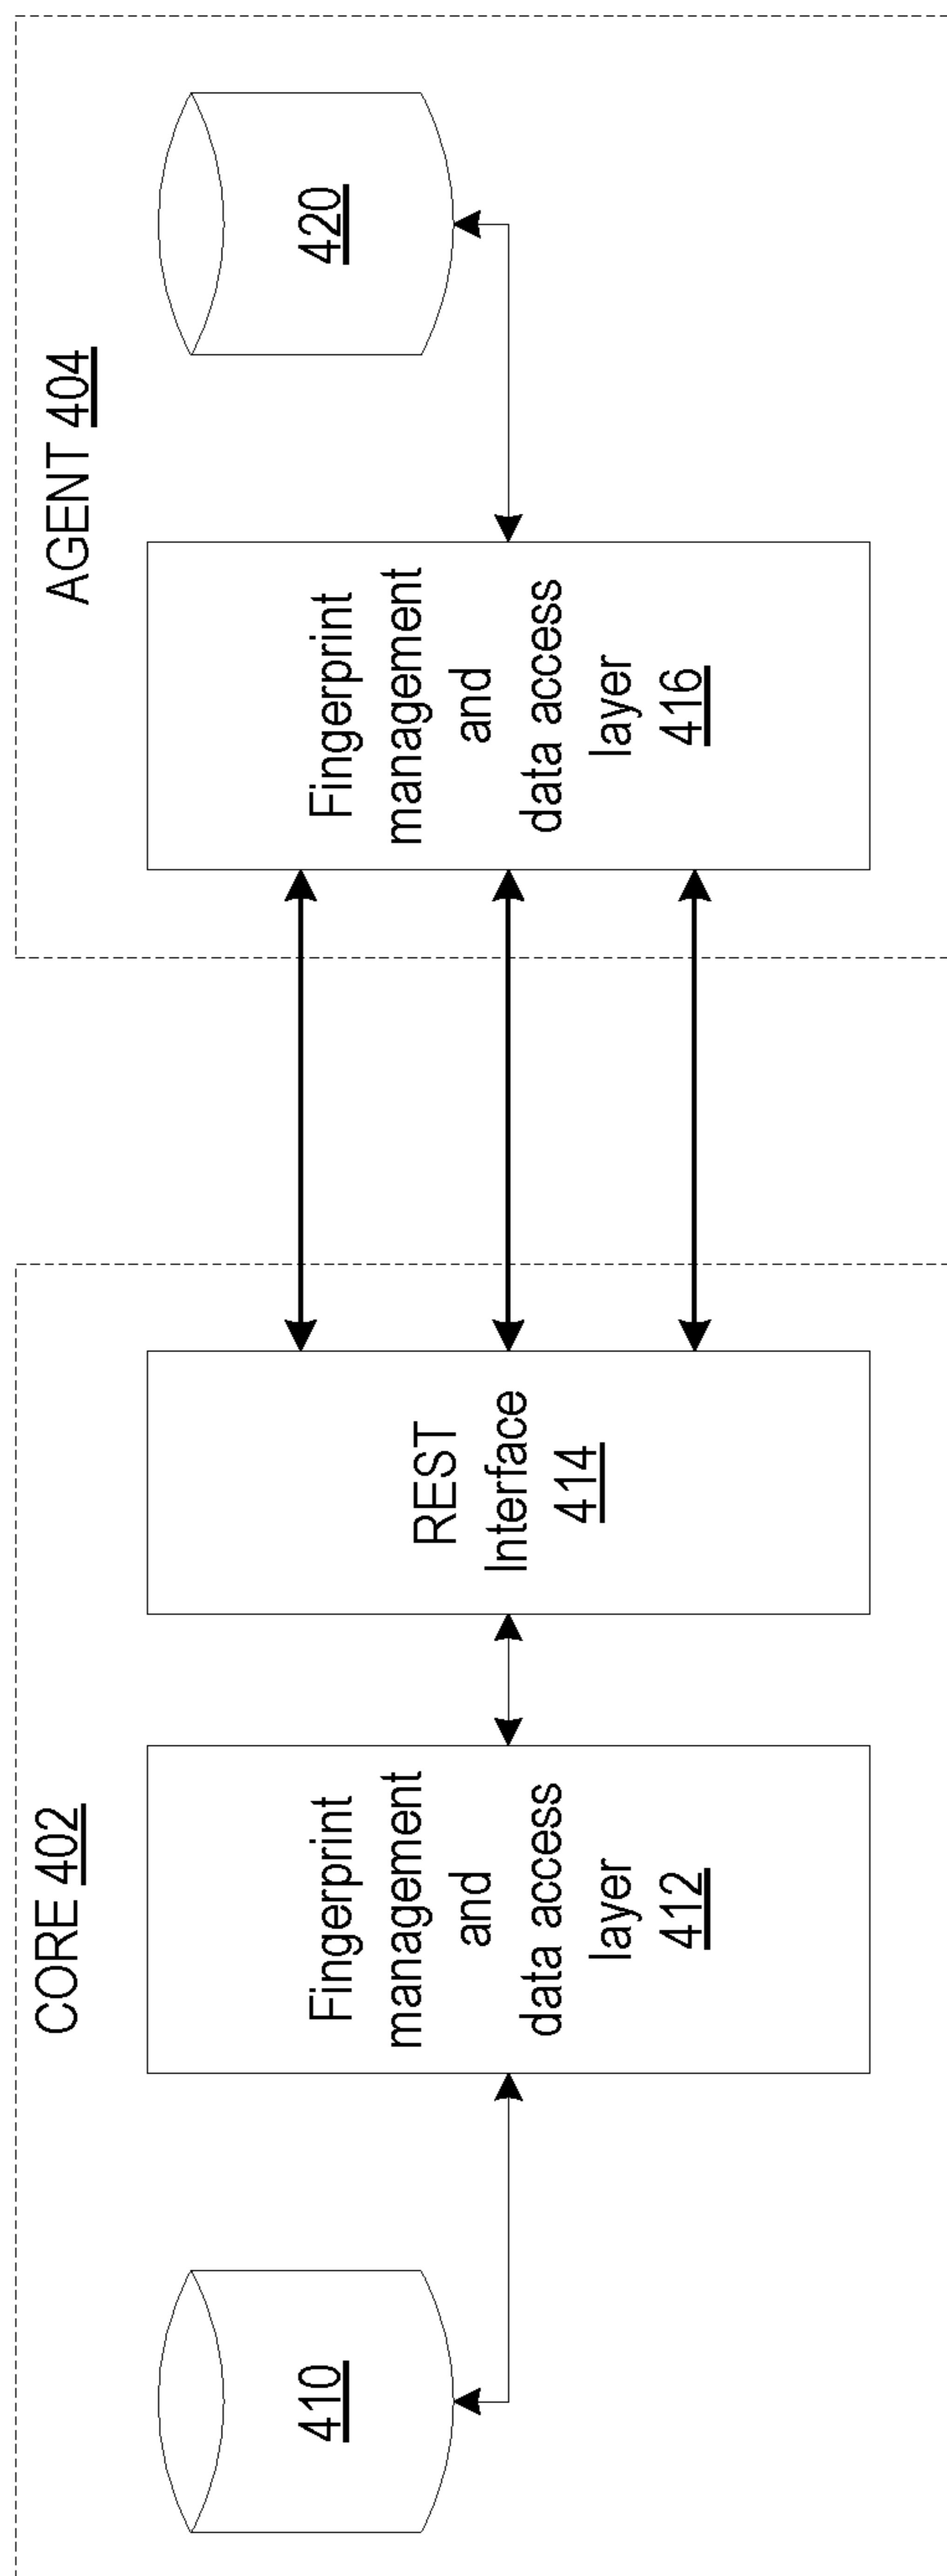 CORE 402
410
Fingerprint
management
and
data access
layer
412
REST
Interface
414
AGENT 404
Fingerprint
management
and
data access
layer
416
420